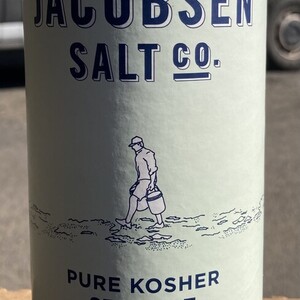 JACOBSEN
SALT CO.
PURE KOSHER